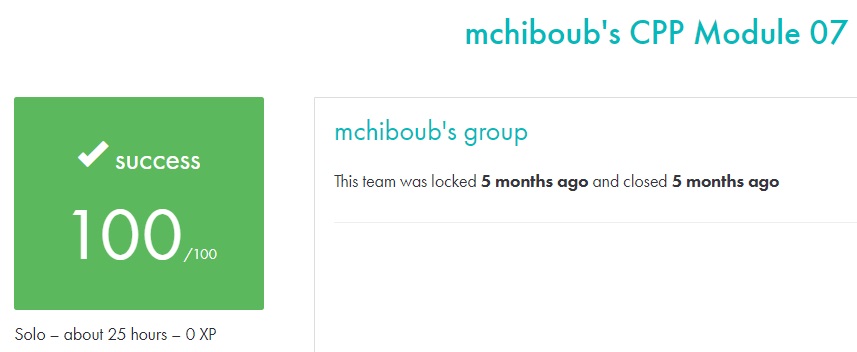 mchiboub's CPP Module 07
✔ success
100/100
Solo – about 25 hours – 0 XP
mchiboub's group
This team was locked 5 months ago and closed 5 months ago